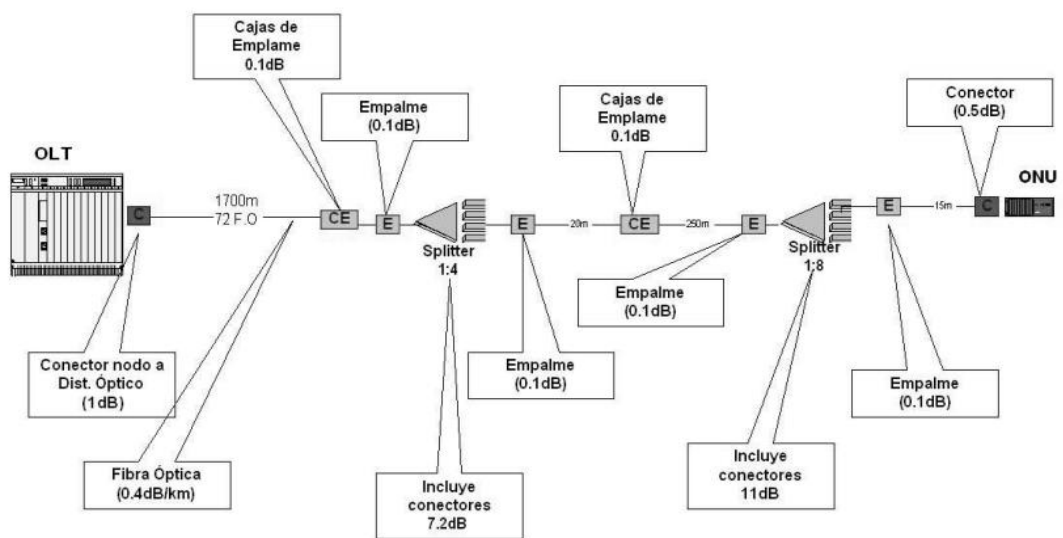 Cajas de
Emplame
0.1dB
Empalme
(0.1dB)
Cajas de
Emplame
0.1dB
Conector
(0.5dB)
OLT
ONU
C
1700m
72 F.O
CE
E
Splitter
1:4
E
20m
CE
250m
E
Splitter
1:8
E
15m
C
Conector nodo a
Dist. Óptico
(1dB)
Fibra Óptica
(0.4dB/km)
Incluye
conectores
7.2dB
Empalme
(0.1dB)
Empalme
(0.1dB)
Incluye
conectores
11dB
Empalme
(0.1dB)